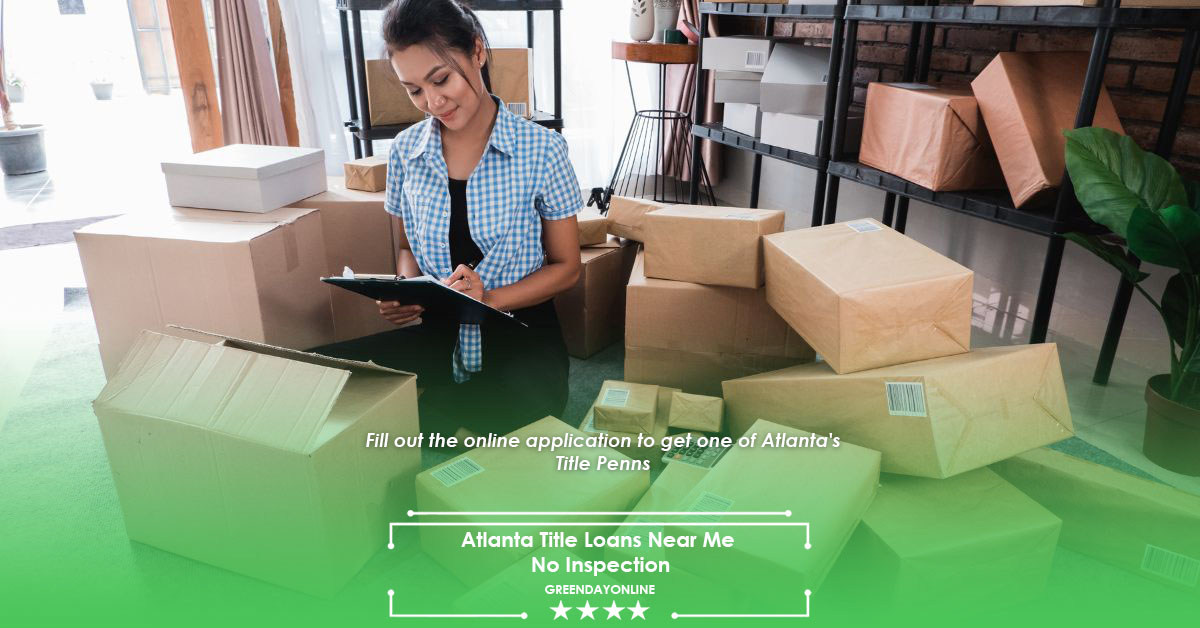 Fill out the online application to get one of Atlanta's
Title Penns
Atlanta Title Loans Near Me
No Inspection
GREENDAYONLINE